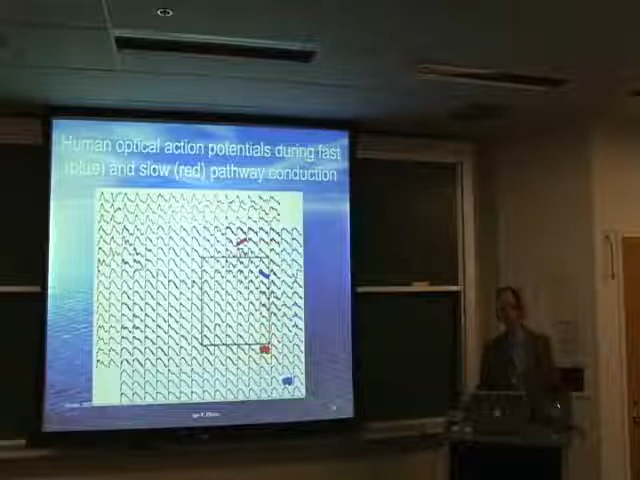 Human optical action potentials during fast
(blue) and slow (red) pathway conduction